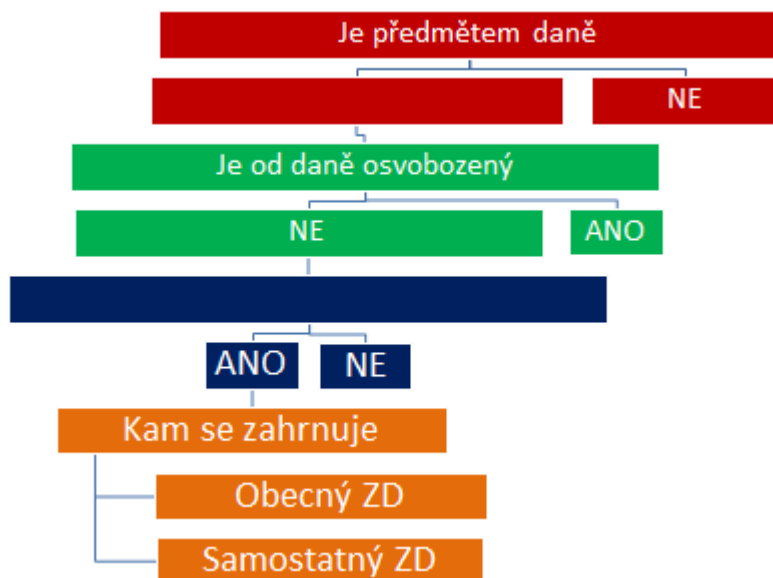 Je předmětem daně
NE
Je od daně osvobozený
NE
ANO
ANO
NE
Kam se zahrnuje
Obecný ZD
Samostatný ZD